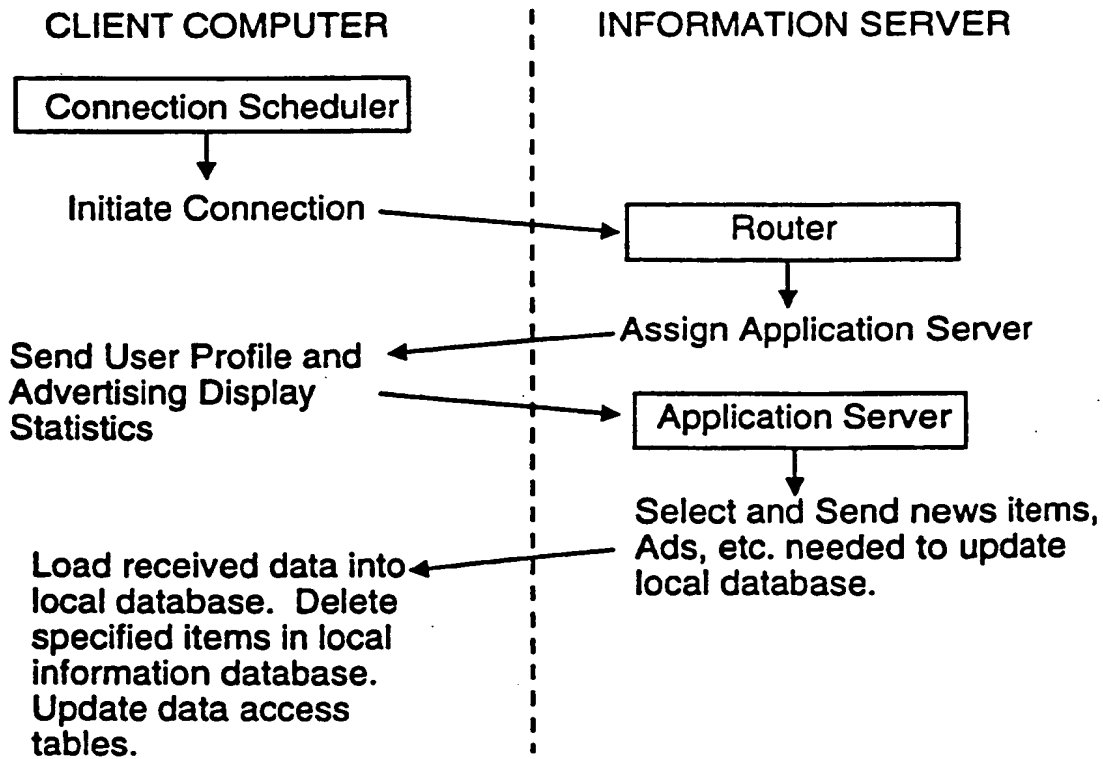 CLIENT COMPUTER
INFORMATION SERVER
Connection Scheduler
Initiate Connection
Router
Assign Application Server
Send User Profile and
Advertising Display
Statistics
Application Server
Select and Send news items,
Ads, etc. needed to update
local database.
Load received data into
local database. Delete
specified items in local
information database.
Update data access
tables.